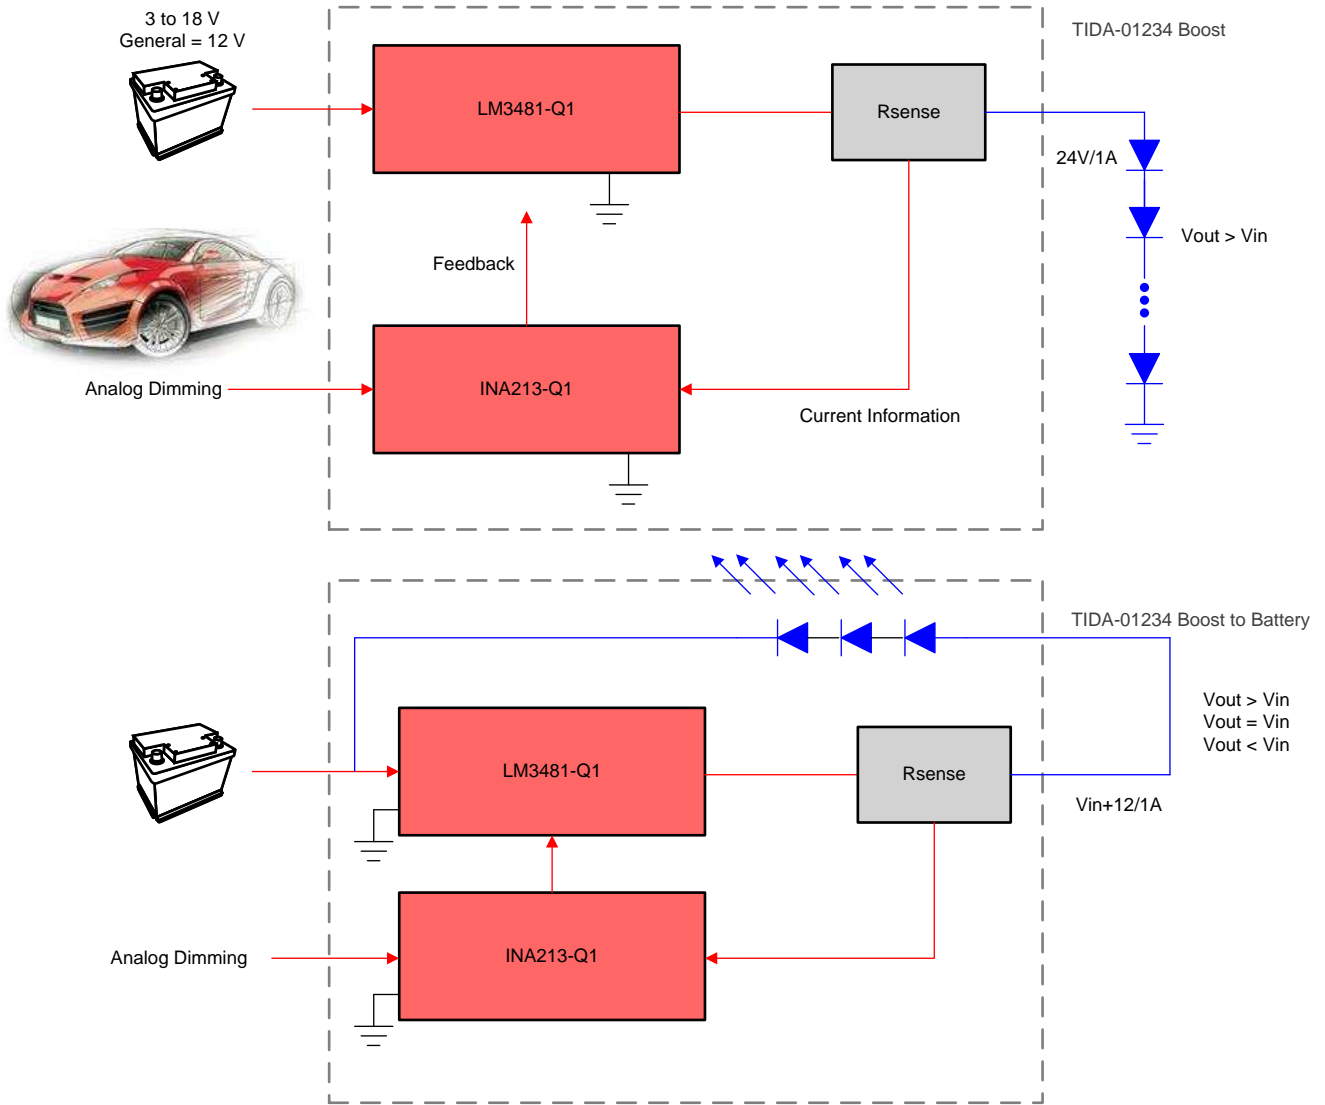 3 to 18 V
General = 12 V
TIDA-01234 Boost
LM3481-Q1
Rsense
24V/1A
Vout > Vin
Feedback
INA213-Q1
Analog Dimming
Current Information
TIDA-01234 Boost to Battery
Vout > Vin
Vout = Vin
Vout < Vin
LM3481-Q1
Rsense
Vin+12/1A
INA213-Q1
Analog Dimming